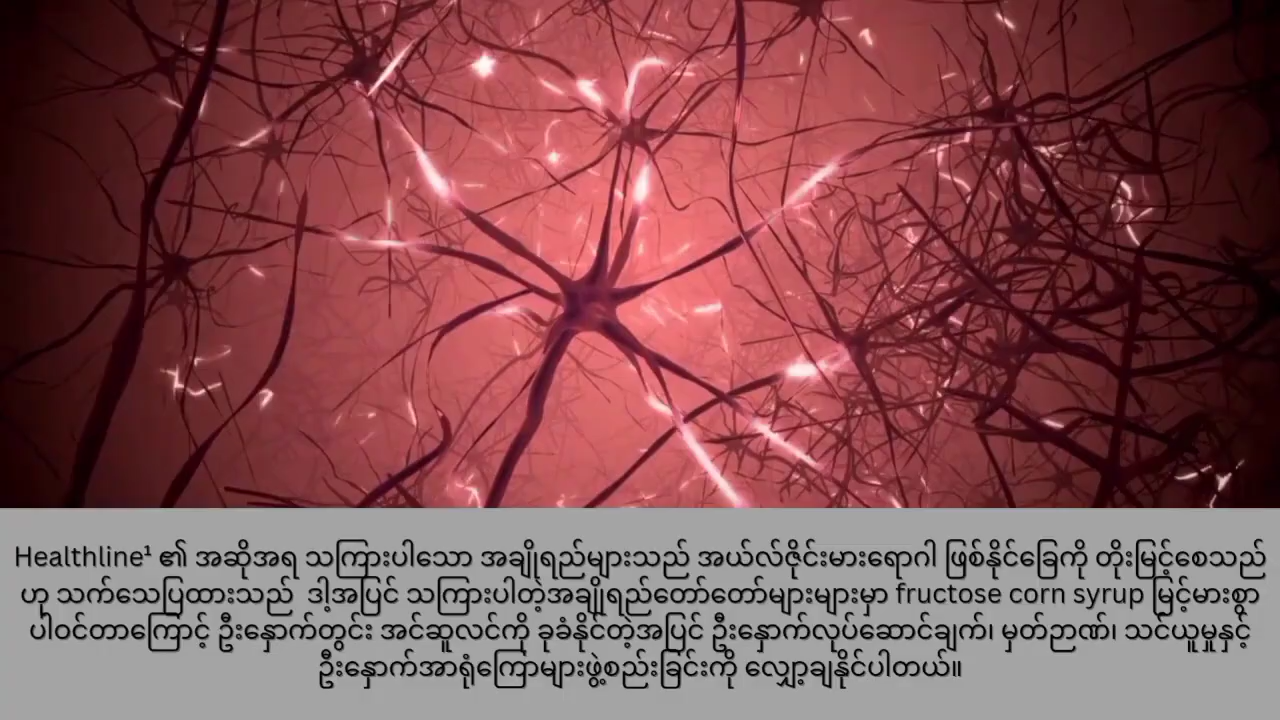 Healthline¹ ၏ အဆိုအရ သကြားပါသော အချိုရည်များသည် အယ်လ်ဇိုင်းမားရောဂါ ဖြစ်နိုင်ခြေကို တိုးမြင့်စေသည်
ဟု သက်သေပြထားသည် ဒါ့အပြင် သကြားပါတဲ့အချိုရည်တော်တော်များများမှာ fructose corn syrup မြင့်မားစွာ
ပါဝင်တာကြောင့် ဦးနှောက်တွင်း အင်ဆူလင်ကို ခုခံနိုင်တဲ့အပြင် ဦးနှောက်လုပ်ဆောင်ချက်၊ မှတ်ဉာဏ်၊ သင်ယူမှုနှင့်
ဦးနှောက်အာရုံကြောများဖွဲ့စည်းခြင်းကို လျှော့ချနိုင်ပါတယ်။